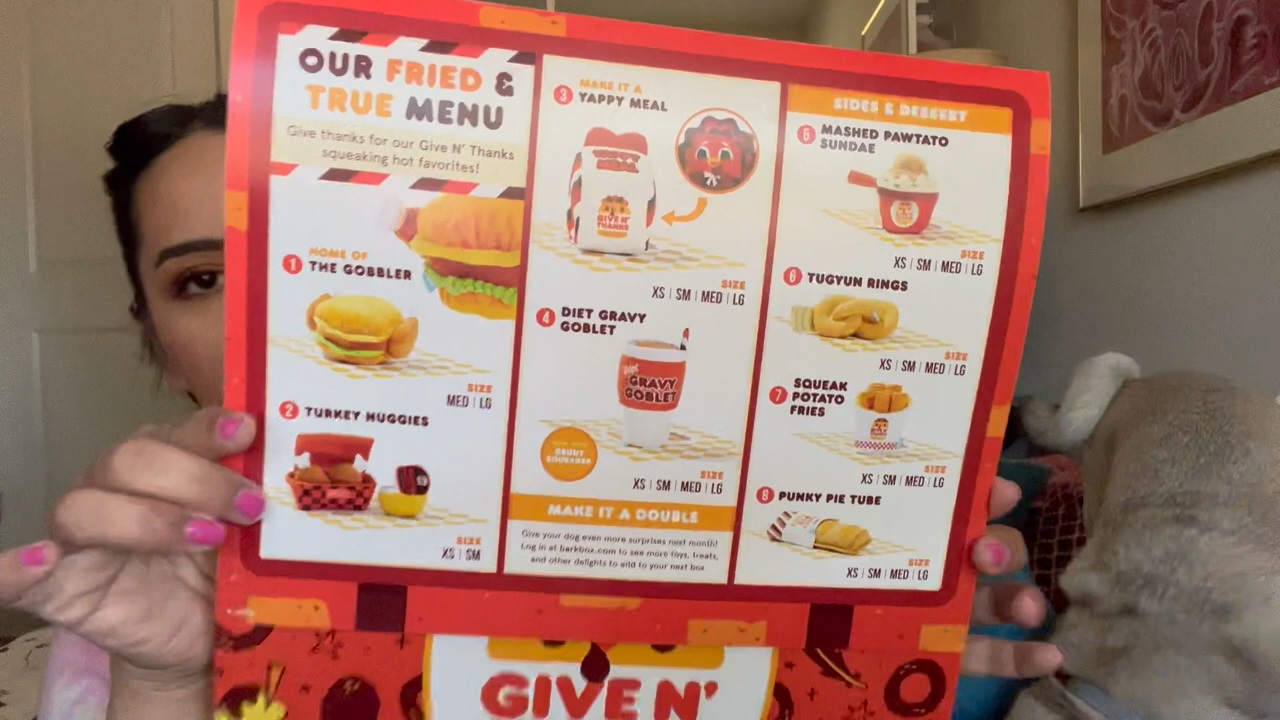 OUR FRIED &
TRUE MENU
Give thanks for our Give N' Thanks
squeaking hot favorites!
1 HOME OF
THE GOBBLER
SIZE
MED | LG
2 TURKEY NUGGIES
SIZE
XS | SM
3 MAKE IT A
YAPPY MEAL
GIVE N'
THANKS
SIZE
XS | SM | MED | LG
4 DIET GRAVY
GOBLET
Diet
GRAVY
GOBLET
GRUNT
SQUEAKER
SIZE
XS | SM | MED | LG
MAKE IT A DOUBLE
Give your dog even more surprises next month!
Log in at barkbox.com to see more toys, treats,
and other delights to add to your next box
SIDES & DESSERT
5 MASHED PAWTATO
SUNDAE
SIZE
XS | SM | MED | LG
6 TUGYUN RINGS
SIZE
XS | SM | MED | LG
7 SQUEAK
POTATO
FRIES
SIZE
XS | SM | MED | LG
8 PUNKY PIE TUBE
SIZE
XS | SM | MED | LG
GIVE N'